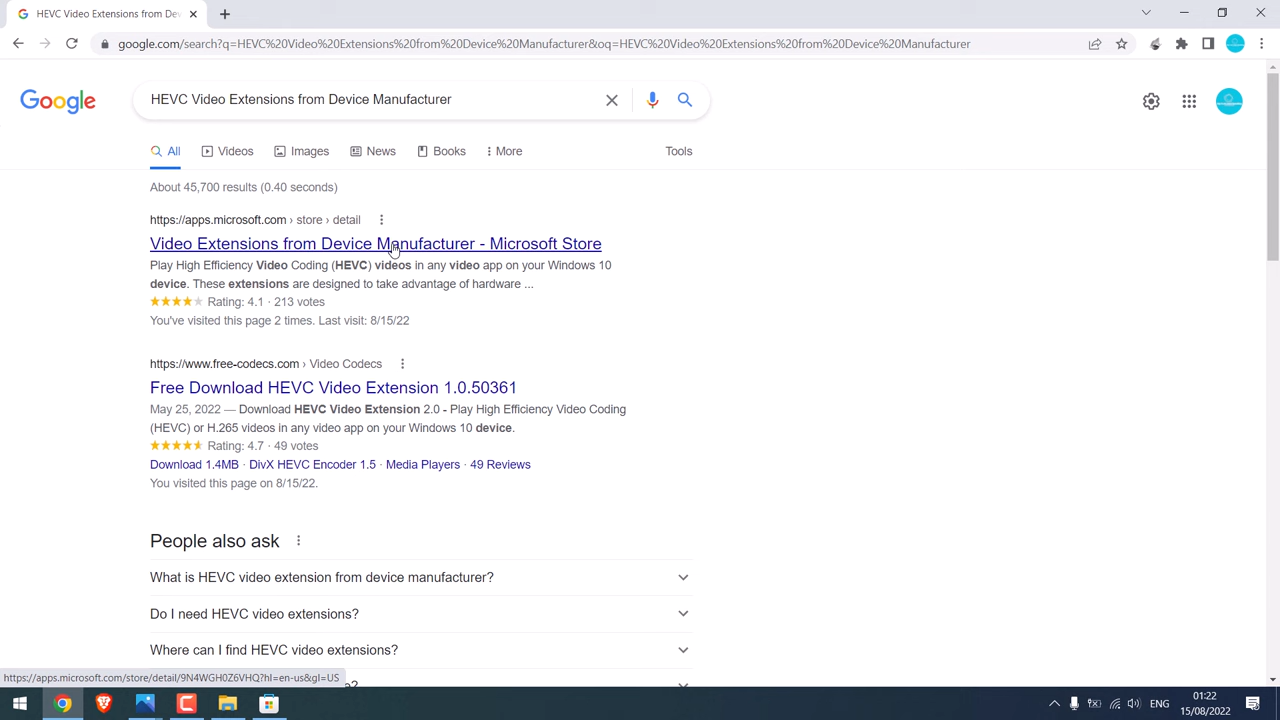 HEVC Video Extensions from De
google.com/search?q=HEVC%20Video%20Extensions%20from%20Device%20Manufacturer&oq=HEVC%20Video%20Extensions%20from%20Device%20Manufacturer
Google
HEVC Video Extensions from Device Manufacturer
All Videos Images News Books More Tools
About 45,700 results (0.40 seconds)
https://apps.microsoft.com › store › detail
Video Extensions from Device Manufacturer - Microsoft Store
Play High Efficiency Video Coding (HEVC) videos in any video app on your Windows 10
device. These extensions are designed to take advantage of hardware ...
Rating: 4.1 · 213 votes
You've visited this page 2 times. Last visit: 8/15/22
https://www.free-codecs.com › Video Codecs
Free Download HEVC Video Extension 1.0.50361
May 25, 2022 — Download HEVC Video Extension 2.0 - Play High Efficiency Video Coding
(HEVC) or H.265 videos in any video app on your Windows 10 device.
Rating: 4.7 · 49 votes
Download 1.4MB · DivX HEVC Encoder 1.5 · Media Players · 49 Reviews
You visited this page on 8/15/22.
People also ask
What is HEVC video extension from device manufacturer?
Do I need HEVC video extensions?
Where can I find HEVC video extensions?
https://apps.microsoft.com/store/detail/9N4WGH0Z6VHQ?hl=en-us&gl=US
ENG
01:22
15/08/2022